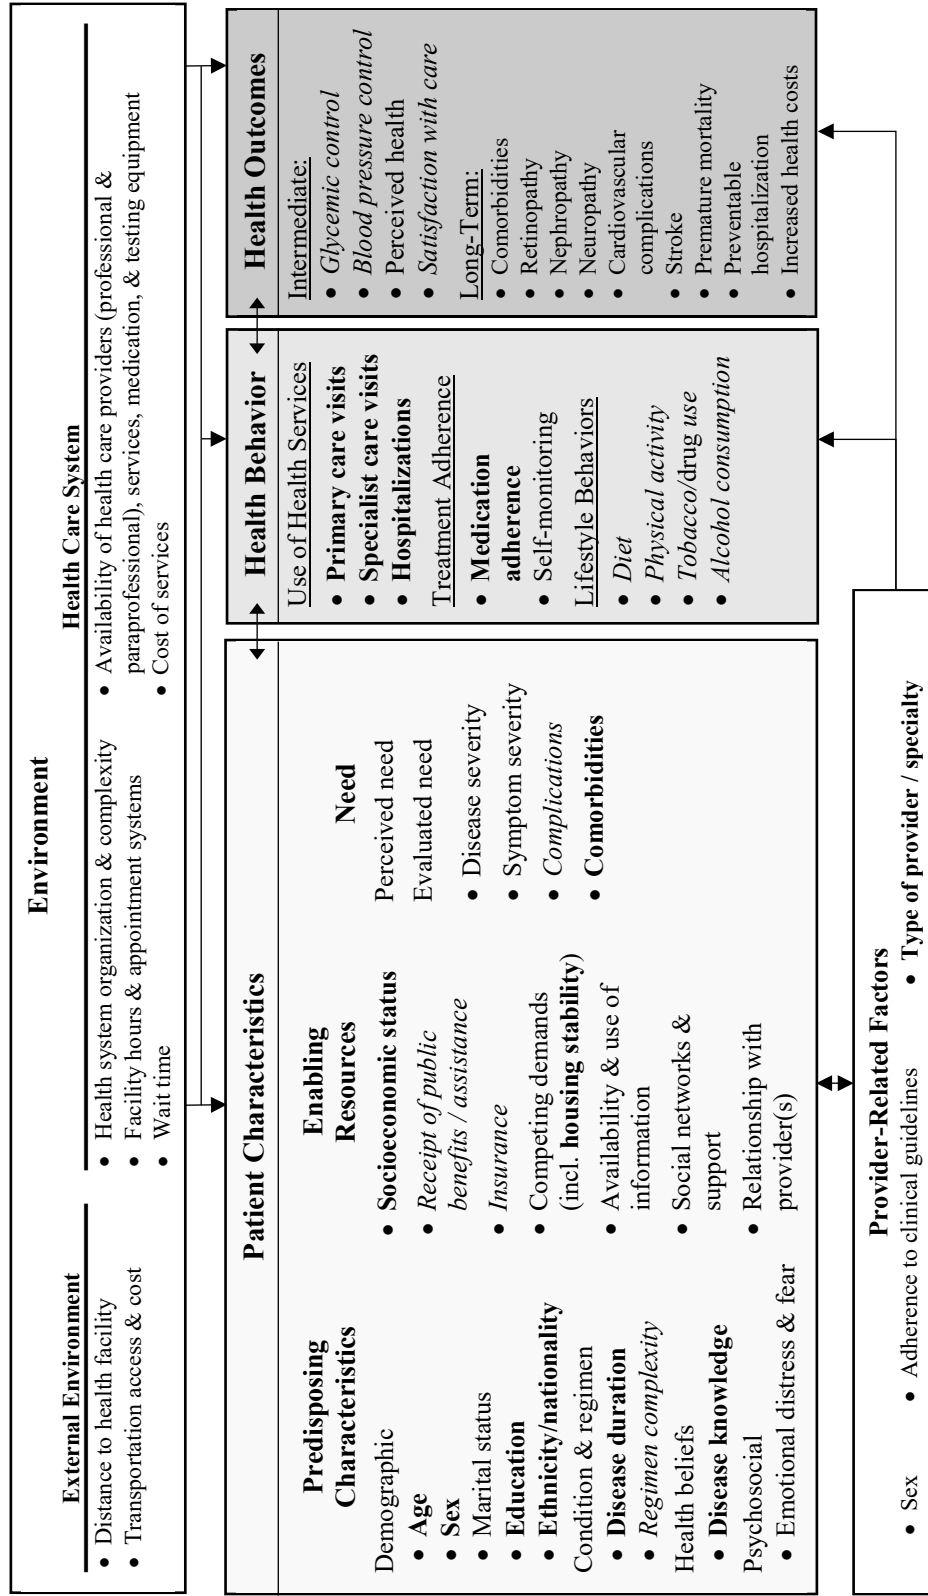 Environment
External Environment
• Distance to health facility
• Transportation access & cost
Health Care System
• Health system organization & complexity
• Facility hours & appointment systems
• Wait time
• Availability of health care providers (professional &
paraprofessional), services, medication, & testing equipment
• Cost of services
Patient Characteristics
Predisposing
Characteristics
Demographic
• Age
• Sex
• Marital status
• Education
• Ethnicity/nationality
Condition & regimen
• Disease duration
• Regimen complexity
Health beliefs
• Disease knowledge
Psychosocial
• Emotional distress & fear
Enabling
Resources
• Socioeconomic status
• Receipt of public
benefits / assistance
• Insurance
• Competing demands
(incl. housing stability)
• Availability & use of
information
• Social networks &
support
• Relationship with
provider(s)
Need
Perceived need
Evaluated need
• Disease severity
• Symptom severity
• Complications
• Comorbidities
Health Behavior
Use of Health Services
• Primary care visits
• Specialist care visits
• Hospitalizations
Treatment Adherence
• Medication
adherence
• Self-monitoring
Lifestyle Behaviors
• Diet
• Physical activity
• Tobacco/drug use
• Alcohol consumption
Health Outcomes
Intermediate:
• Glycemic control
• Blood pressure control
• Perceived health
• Satisfaction with care
Long-Term:
• Comorbidities
• Retinopathy
• Nephropathy
• Neuropathy
• Cardiovascular
complications
• Stroke
• Premature mortality
• Preventable
hospitalization
• Increased health costs
Provider-Related Factors
• Sex
• Adherence to clinical guidelines
• Type of provider / specialty